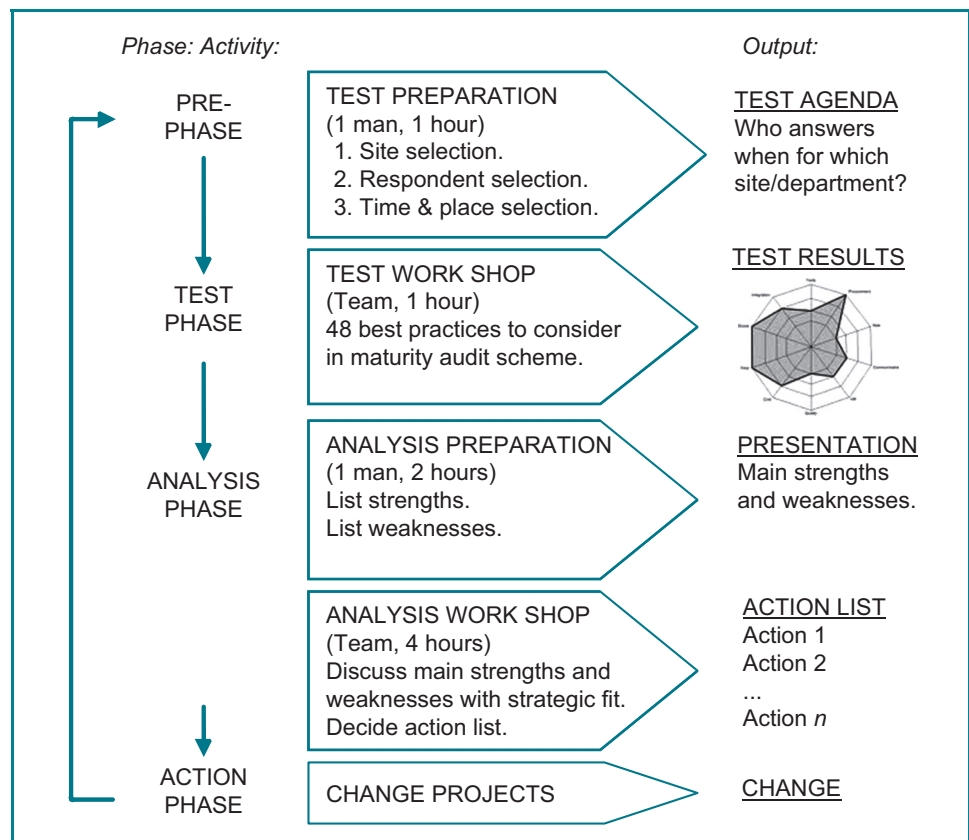 Phase: Activity:
Output:
PRE-
PHASE
TEST PREPARATION
(1 man, 1 hour)
1. Site selection.
2. Respondent selection.
3. Time & place selection.
TEST AGENDA
Who answers
when for which
site/department?
TEST
PHASE
TEST WORK SHOP
(Team, 1 hour)
48 best practices to consider
in maturity audit scheme.
TEST RESULTS
Integration
Procurement
Communication
Cost
Quality
ANALYSIS
PHASE
ANALYSIS PREPARATION
(1 man, 2 hours)
List strengths.
List weaknesses.
PRESENTATION
Main strengths
and weaknesses.
ANALYSIS WORK SHOP
(Team, 4 hours)
Discuss main strengths and
weaknesses with strategic fit.
Decide action list.
ACTION LIST
Action 1
Action 2
...
Action n
ACTION
PHASE
CHANGE PROJECTS
CHANGE